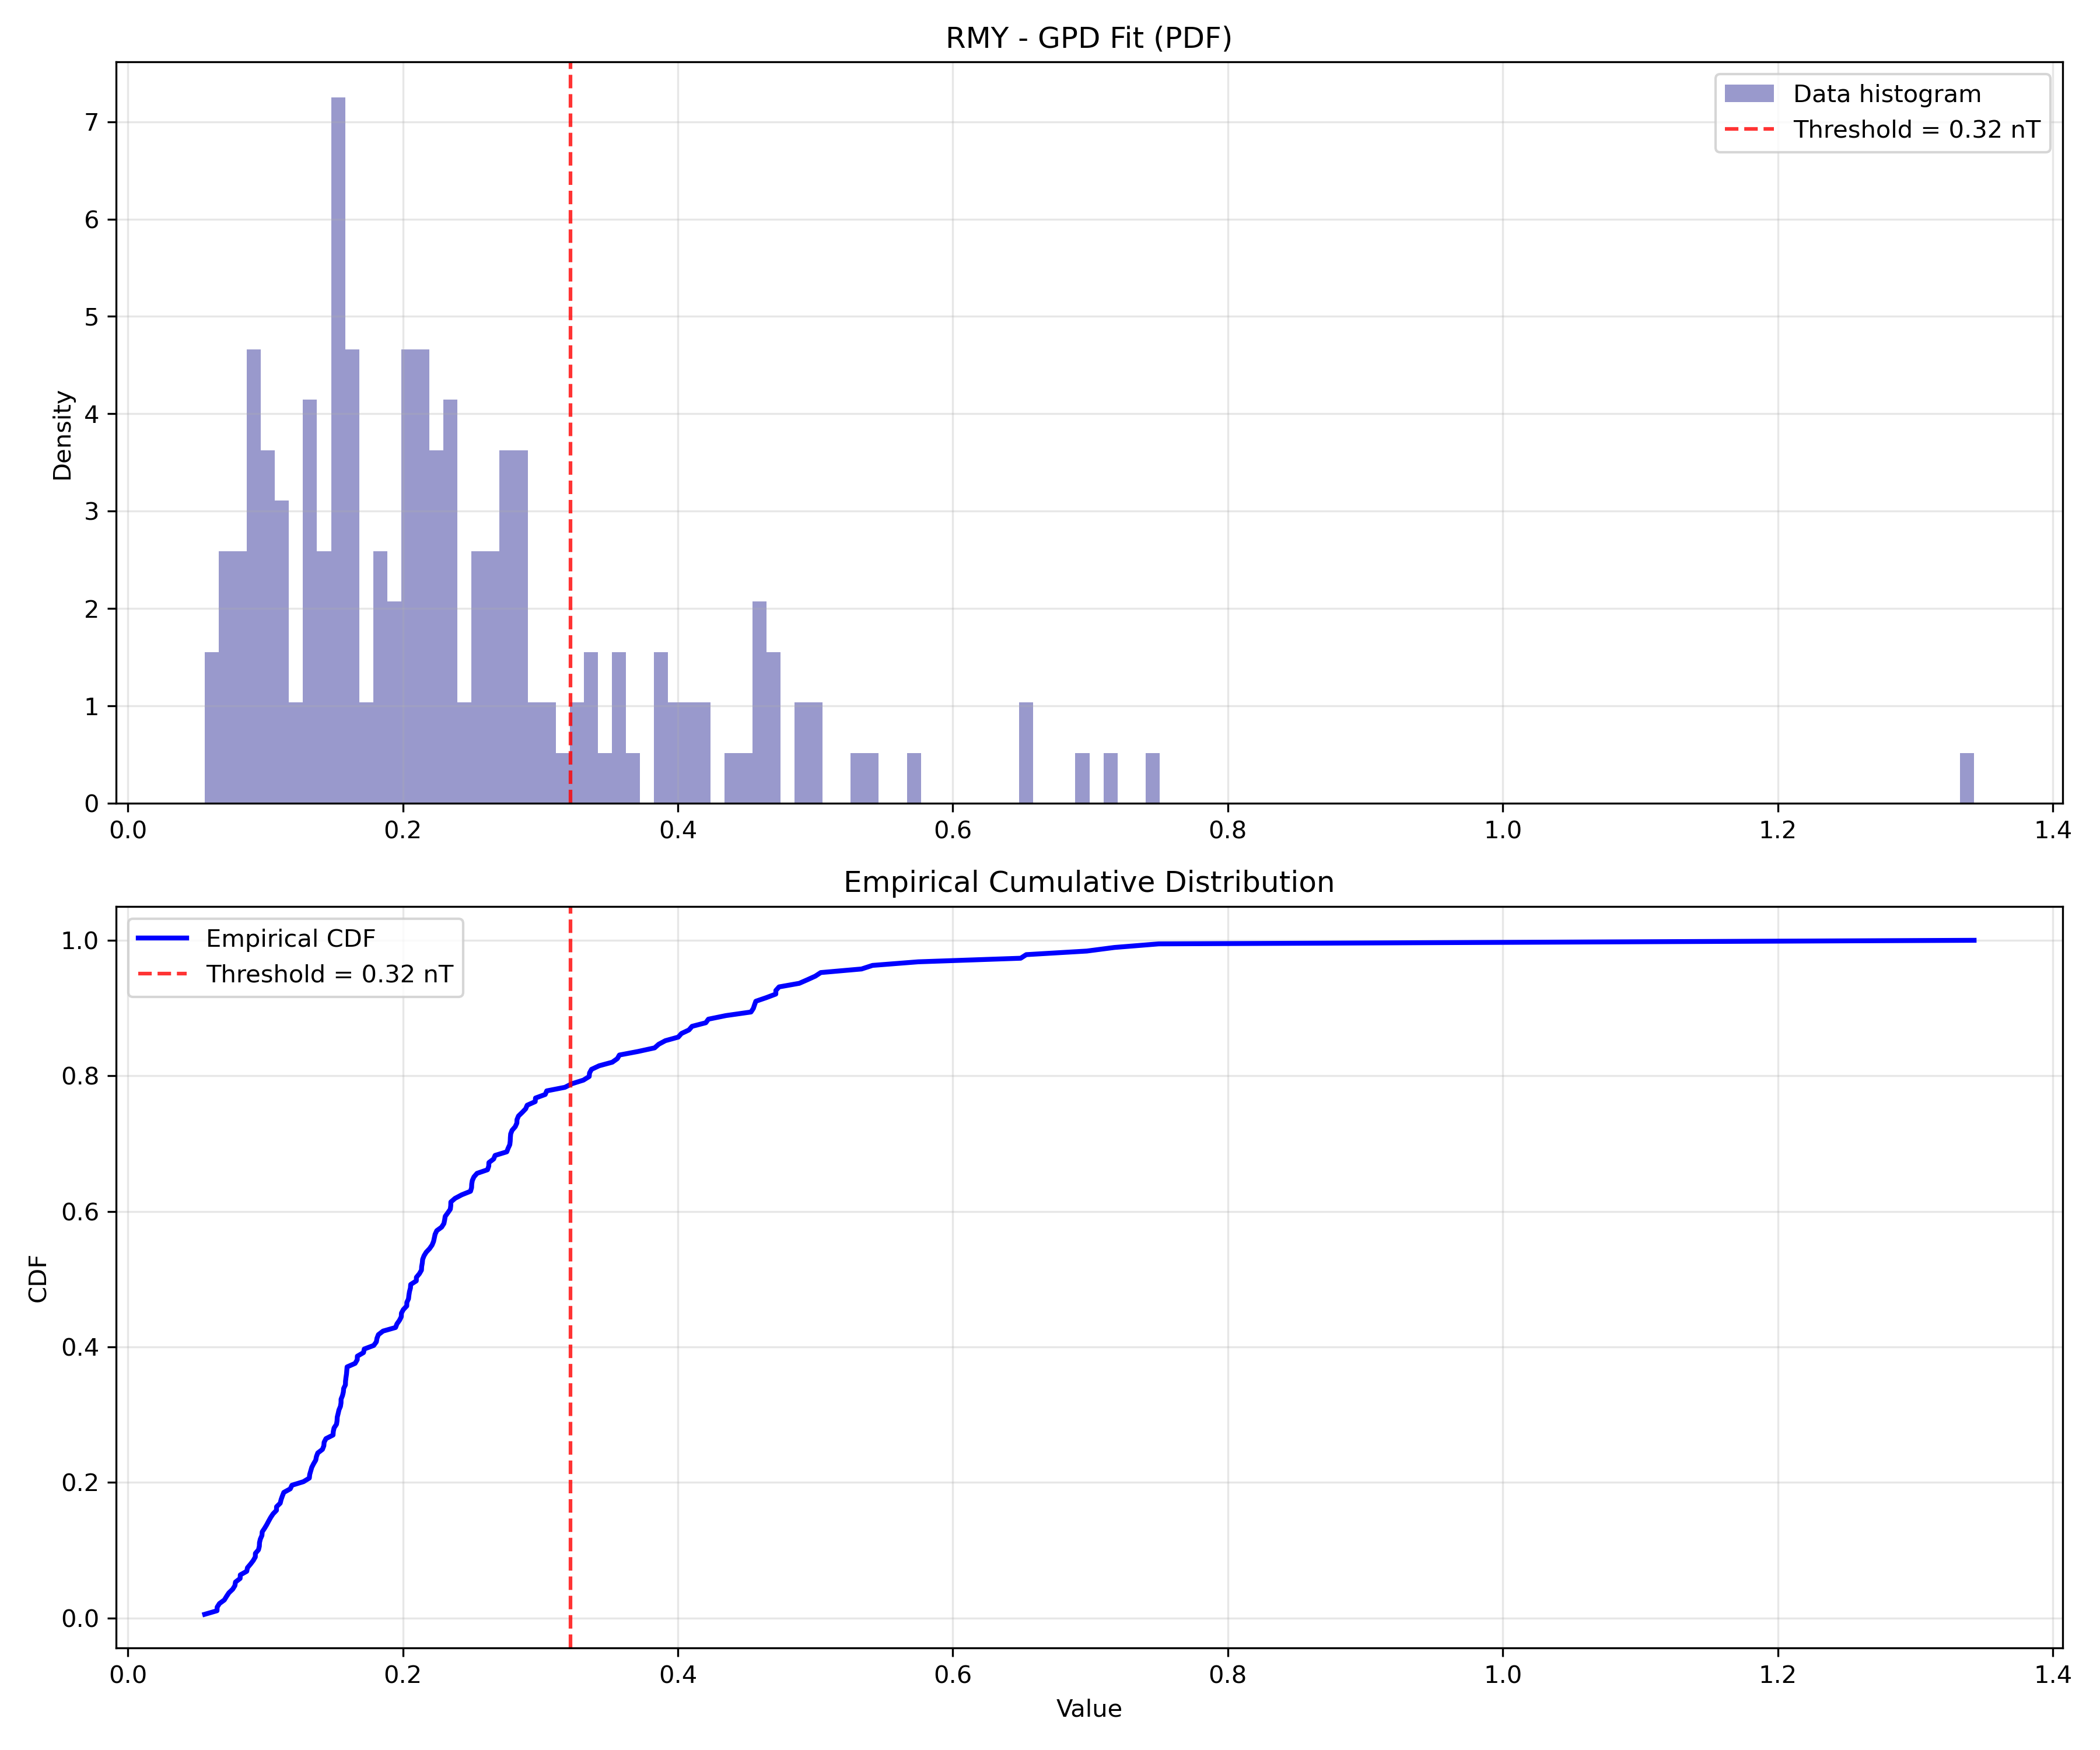 RMY - GPD Fit (PDF)
Data histogram
Threshold = 0.32 nT
Density
7
6
5
4
3
2
1
0
0.0 0.2 0.4 0.6 0.8 1.0 1.2 1.4
Empirical Cumulative Distribution
Empirical CDF
Threshold = 0.32 nT
CDF
1.0
0.8
0.6
0.4
0.2
0.0
0.0 0.2 0.4 0.6 0.8 1.0 1.2 1.4
Value